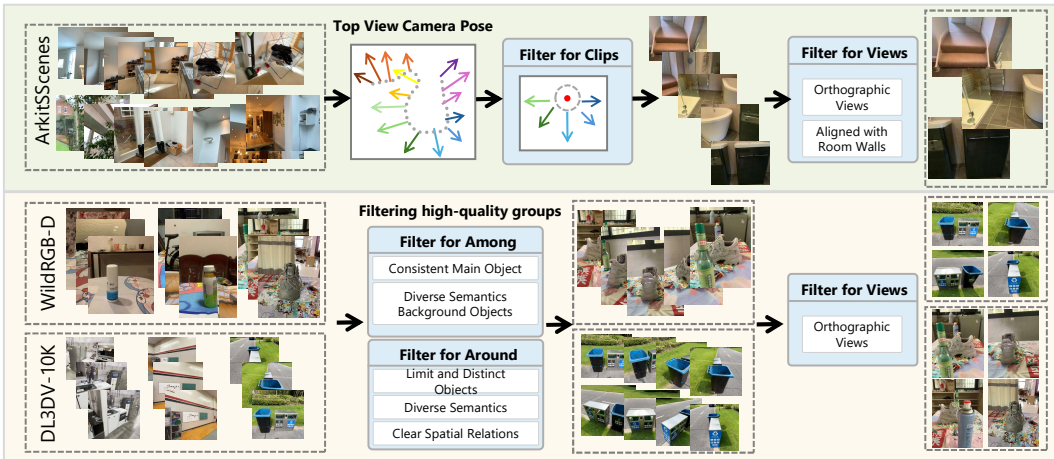 ArkitSScenes
Top View Camera Pose
Filter for Clips
Filter for Views
Orthographic
Views
Aligned with
Room Walls
WildRGB-D
DL3DV- 10K
Filtering high-quality groups
Filter for Among
Consistent Main Object
Diverse Semantics
Background Objects
Filter for Around
Limit and Distinct
Objects
Diverse Semantics
Clear Spatial Relations
Filter for Views
Orthographic
Views